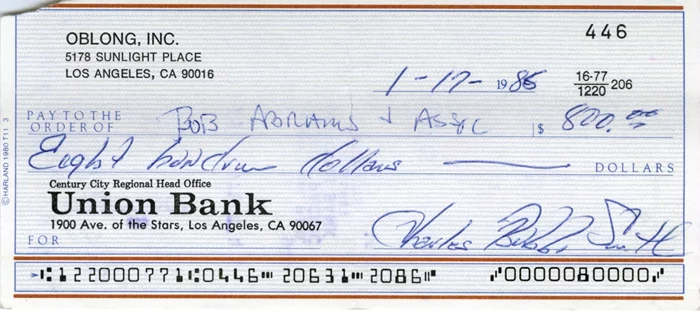 446
OBLONG, INC.
5178 SUNLIGHT PLACE
LOS ANGELES, CA 90016
1-17- 1985 16-77/1220 206
PAY TO THE
ORDER OF BOB ABRAMS + ASSOC $ 800.00
Eight hundred dollars DOLLARS
Century City Regional Head Office
Union Bank
1900 Ave. of the Stars, Los Angeles, CA 90067
FOR Charles Bubba Smith
⑆122000771⑆0446⑈20631⑉2086⑈ ⑈0000080000⑈
© HARLAND 1980 T11 3